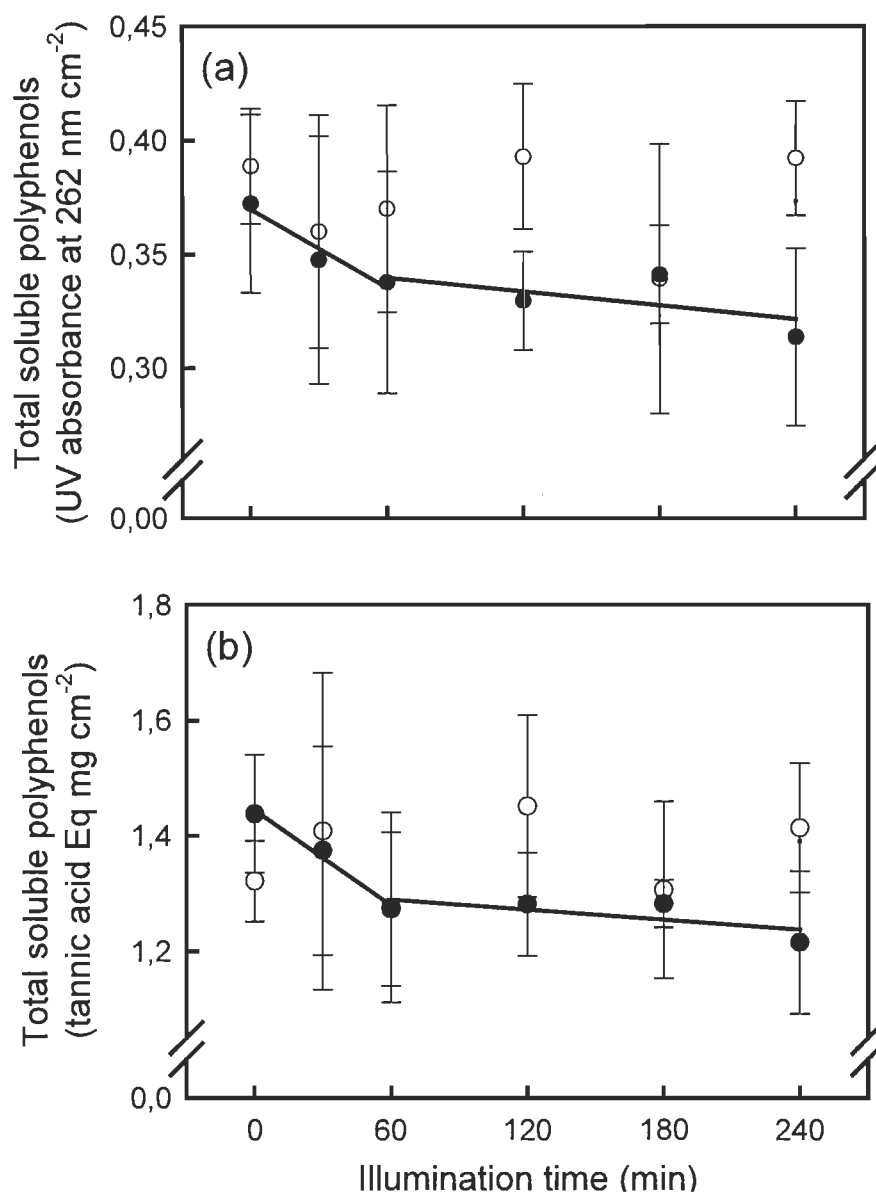 0,45
(a)
0,40
0,35
0,30
0,00
Total soluble polyphenols
(UV absorbance at 262 nm cm⁻²)
1,8
(b)
1,6
1,4
1,2
0,0
Total soluble polyphenols
(tannic acid Eq mg cm⁻²)
0 60 120 180 240
Illumination time (min)